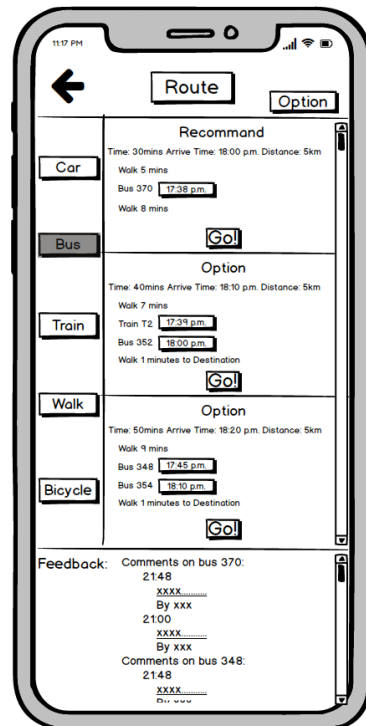 11:17 PM
Route
Option
Car
Bus
Train
Walk
Bicycle
Recommand
Time: 30mins Arrive Time: 18:00 p.m. Distance: 5km
Walk 5 mins
Bus 370 17:38 p.m.
Walk 8 mins
Go!
Option
Time: 40mins Arrive Time: 18:10 p.m. Distance: 5km
Walk 7 mins
Train T2 17:39 p.m.
Bus 352 18:00 p.m.
Walk 1 minutes to Destination
Go!
Option
Time: 50mins Arrive Time: 18:20 p.m. Distance: 5km
Walk 9 mins
Bus 348 17:45 p.m.
Bus 354 18:10 p.m.
Walk 1 minutes to Destination
Go!
Feedback:
Comments on bus 370:
21:48
xxxx...........
By xxx
21:00
xxxx...........
By xxx
Comments on bus 348:
21:48
xxxx...........
By xxx